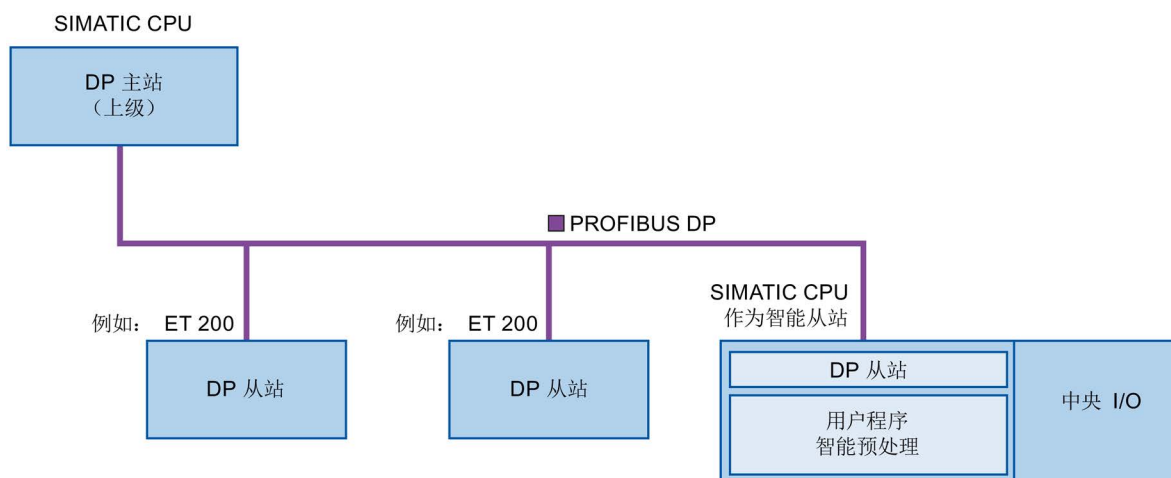 SIMATIC CPU
DP 主站
（上级）
PROFIBUS DP
例如： ET 200
DP 从站
例如： ET 200
DP 从站
SIMATIC CPU
作为智能从站
DP 从站
用户程序
智能预处理
中央 I/O